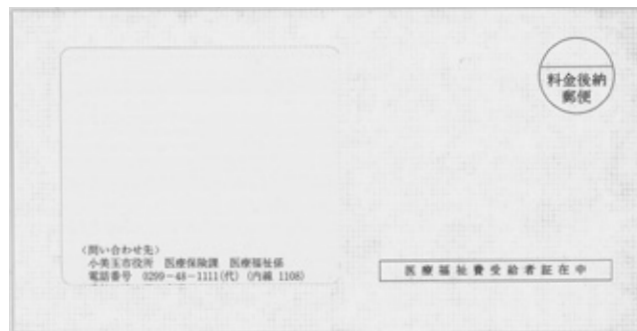 料金後納
郵便
〈問い合わせ先〉
小美玉市役所 医療保険課 医療福祉係
電話番号 0299-48-1111(代) (内線 1108)
医療福祉費受給者証在中